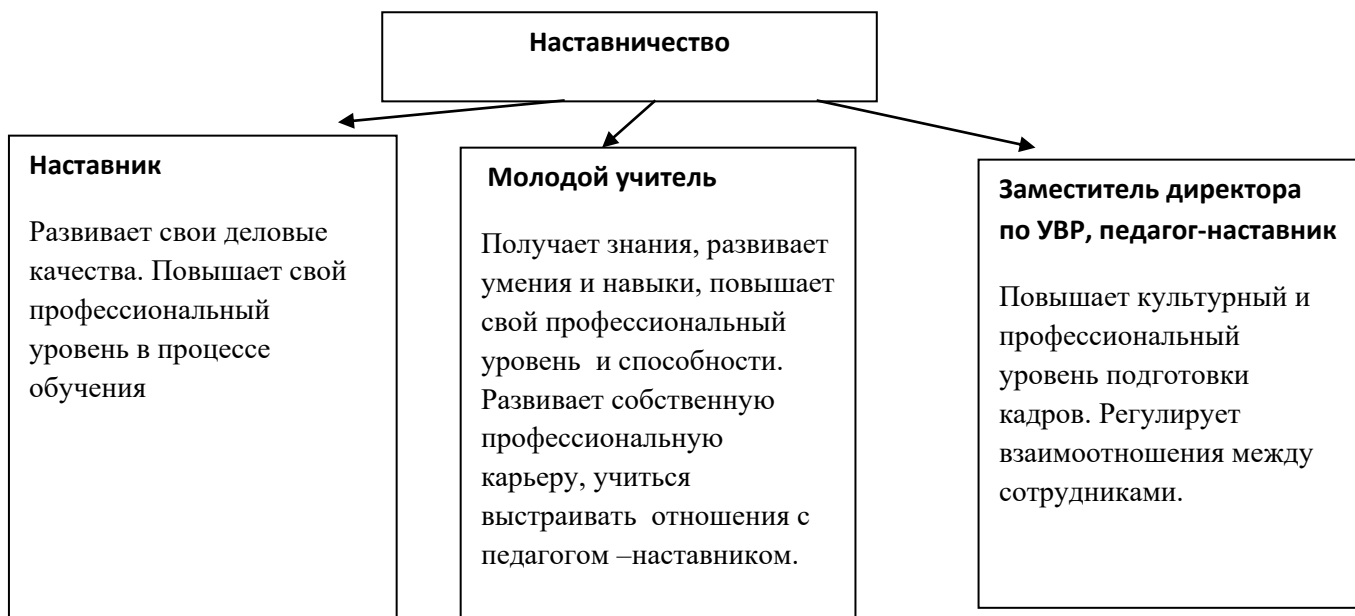 Наставничество
Наставник
Развивает свои деловые
качества. Повышает свой
профессиональный
уровень в процессе
обучения
Молодой учитель
Получает знания, развивает
умения и навыки, повышает
свой профессиональный
уровень  и способности.
Развивает собственную
профессиональную
карьеру, учиться
выстраивать  отношения с
педагогом –наставником.
Заместитель директора
по УВР, педагог-наставник
Повышает культурный и
профессиональный
уровень подготовки
кадров. Регулирует
взаимоотношения между
сотрудниками.